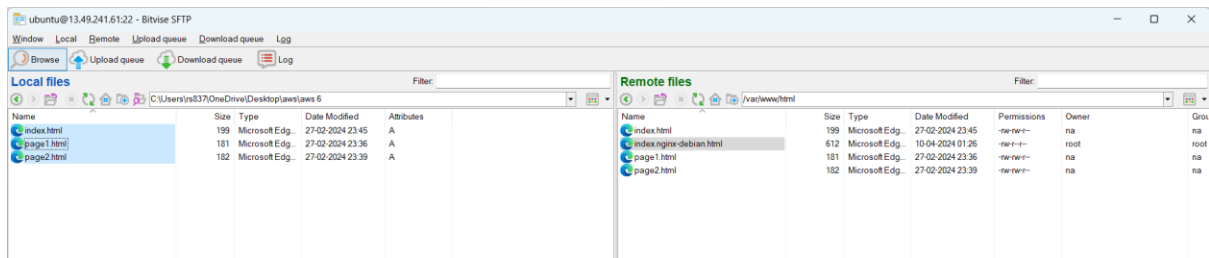 ubuntu@13.49.241.61:22 - Bitvise SFTP
Window Local Remote Upload queue Download queue Log
Browse Upload queue Download queue Log
Local files Filter:
C:\Users\rs837\OneDrive\Desktop\aws\aws 6
Name Size Type Date Modified Attributes
index.html 199 Microsoft Edg... 27-02-2024 23:45 A
page1.html 181 Microsoft Edg... 27-02-2024 23:36 A
page2.html 182 Microsoft Edg... 27-02-2024 23:39 A
Remote files Filter:
/var/www/html
Name Size Type Date Modified Permissions Owner Grou
index.html 199 Microsoft Edg... 27-02-2024 23:45 -rw-rw-r-- na na
index.nginx-debian.html 612 Microsoft Edg... 10-04-2024 01:26 -rw-r--r-- root root
page1.html 181 Microsoft Edg... 27-02-2024 23:36 -rw-rw-r-- na na
page2.html 182 Microsoft Edg... 27-02-2024 23:39 -rw-rw-r-- na na